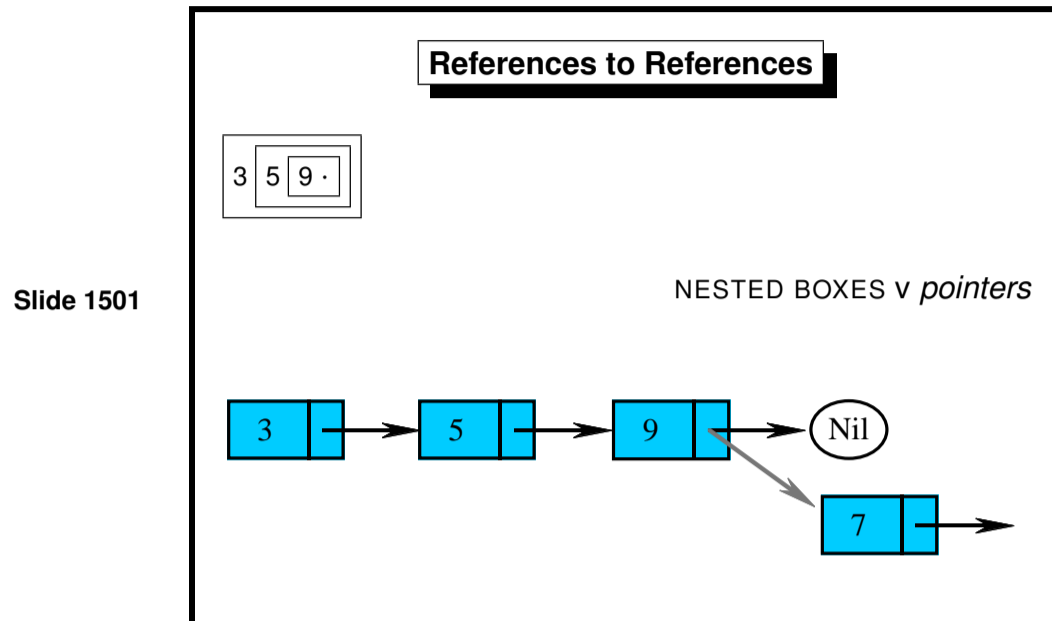 References to References
3 5 9 ·
Slide 1501
NESTED BOXES v pointers
3 5 9 Nil
7